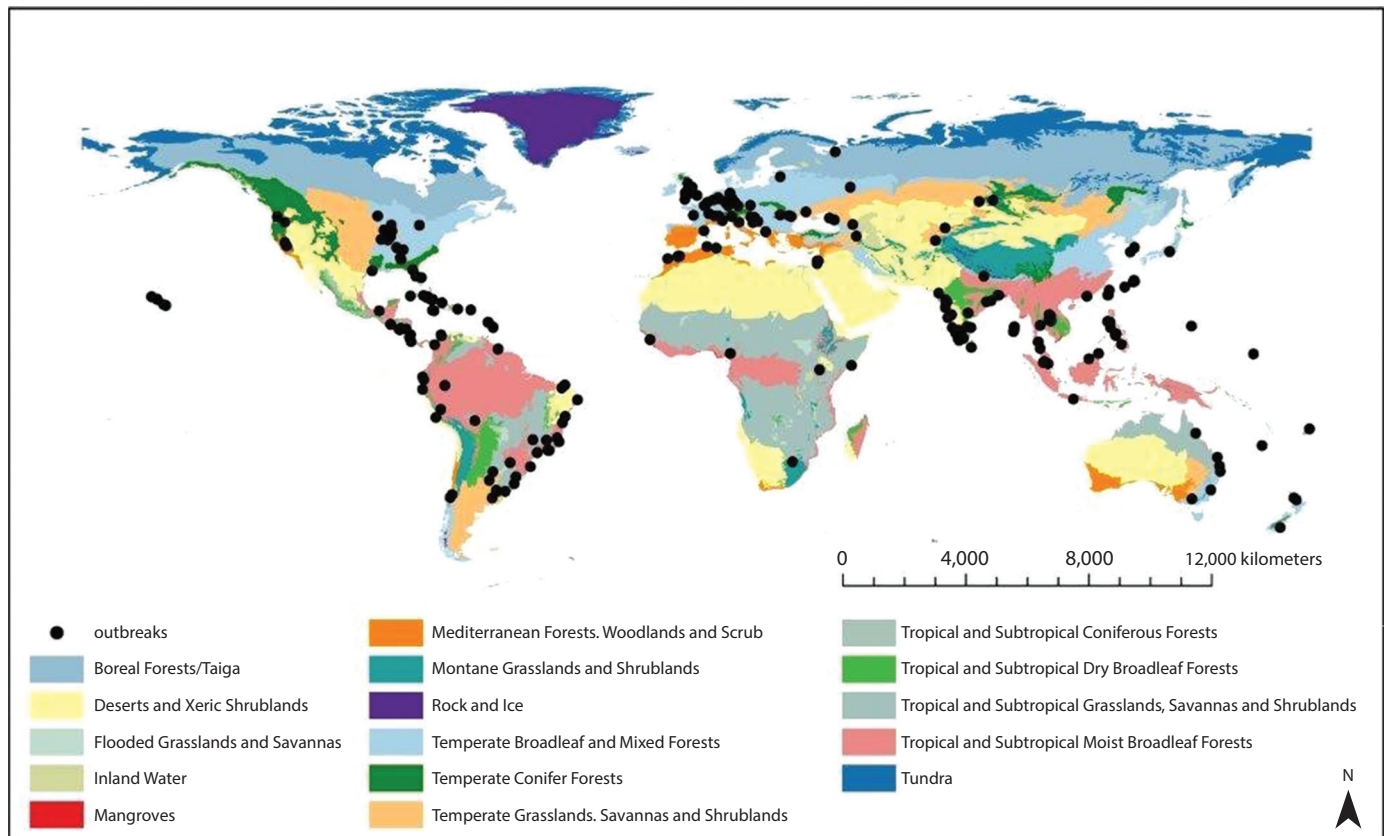 0 4,000 8,000 12,000 kilometers
outbreaks
Boreal Forests/Taiga
Deserts and Xeric Shrublands
Flooded Grasslands and Savannas
Inland Water
Mangroves
Mediterranean Forests. Woodlands and Scrub
Montane Grasslands and Shrublands
Rock and Ice
Temperate Broadleaf and Mixed Forests
Temperate Conifer Forests
Temperate Grasslands. Savannas and Shrublands
Tropical and Subtropical Coniferous Forests
Tropical and Subtropical Dry Broadleaf Forests
Tropical and Subtropical Grasslands, Savannas and Shrublands
Tropical and Subtropical Moist Broadleaf Forests
Tundra
N